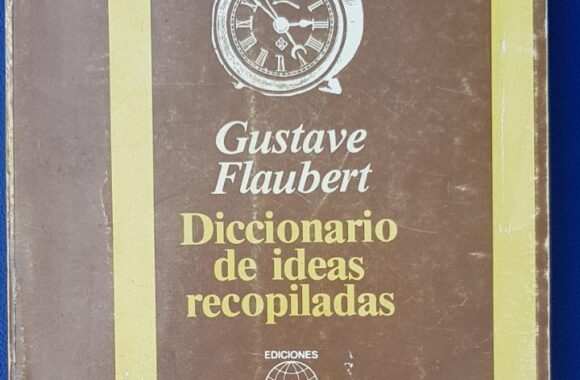 Gustave
Flaubert
Diccionario
de ideas
recopiladas
EDICIONES